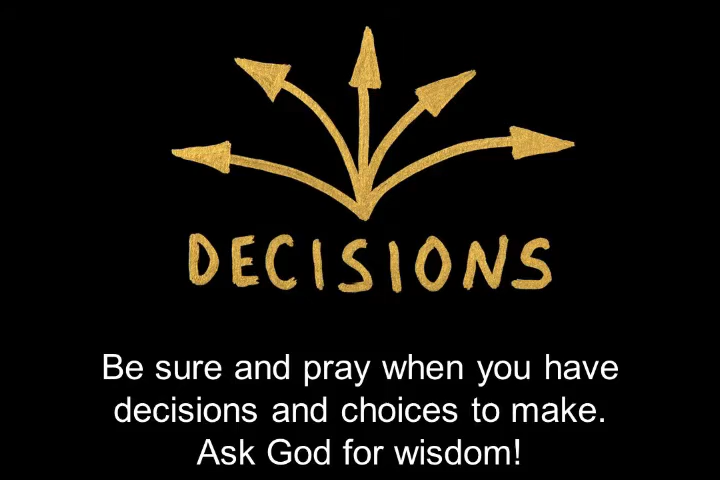 DECISIONS
Be sure and pray when you have
decisions and choices to make.
Ask God for wisdom!